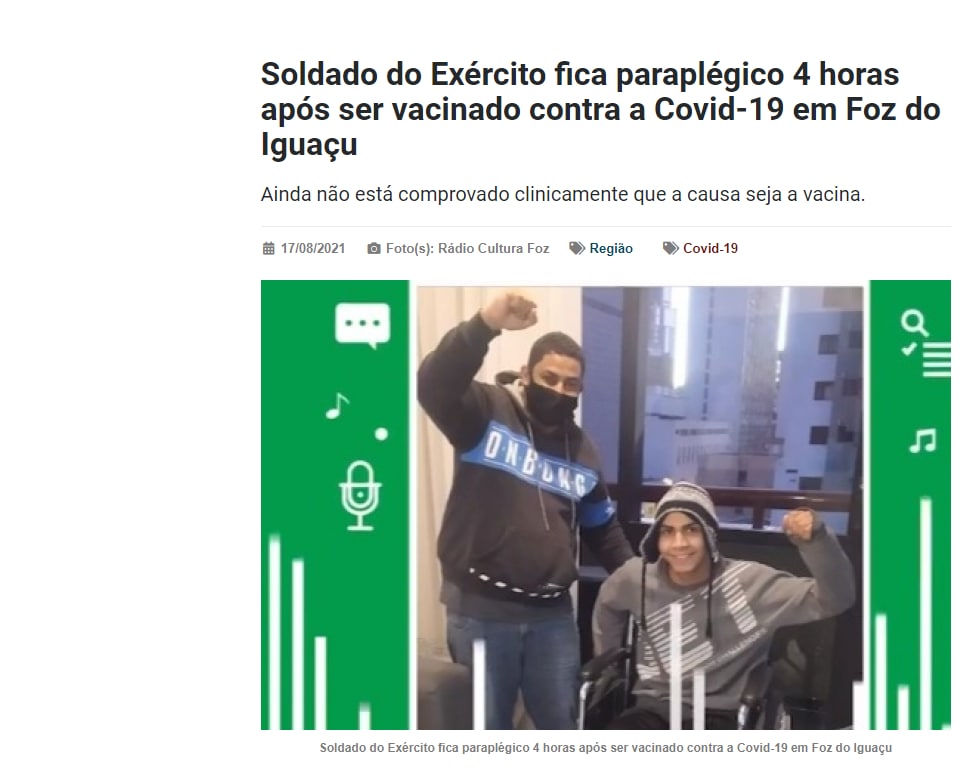 Soldado do Exército fica paraplégico 4 horas
após ser vacinado contra a Covid-19 em Foz do
Iguaçu
Ainda não está comprovado clinicamente que a causa seja a vacina.
17/08/2021 Foto(s): Rádio Cultura Foz Região Covid-19
Soldado do Exército fica paraplégico 4 horas após ser vacinado contra a Covid-19 em Foz do Iguaçu